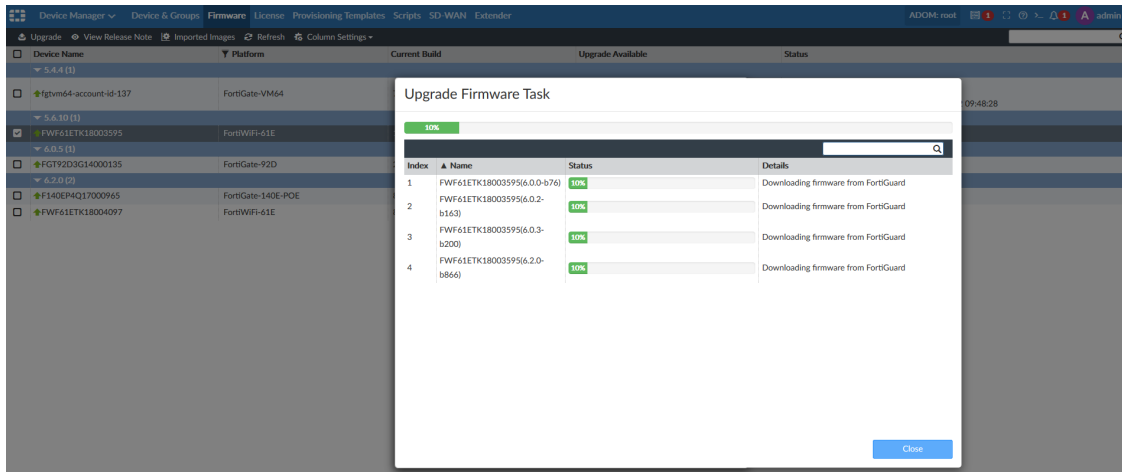 Device Manager Device & Groups Firmware License Provisioning Templates Scripts SD-WAN Extender ADOM: root 1 1 A admin
Upgrade View Release Note Imported Images Refresh Column Settings
Device Name Platform Current Build Upgrade Available Status
5.4.4 (1)
fgtvm64-account-id-137 FortiGate-VM64 09:48:28
5.6.10 (1)
FWF61ETK18003595 FortiWiFi-61E
6.0.5 (1)
FGT92D3G14000135 FortiGate-92D
6.2.0 (2)
F140EP4Q17000965 FortiGate-140E-POE
FWF61ETK18004097 FortiWiFi-61E
Upgrade Firmware Task
10%
Index ▲ Name Status Details
1 FWF61ETK18003595(6.0.0-b76) 10% Downloading firmware from FortiGuard
2 FWF61ETK18003595(6.0.2-
b163) 10% Downloading firmware from FortiGuard
3 FWF61ETK18003595(6.0.3-
b200) 10% Downloading firmware from FortiGuard
4 FWF61ETK18003595(6.2.0-
b866) 10% Downloading firmware from FortiGuard
Close